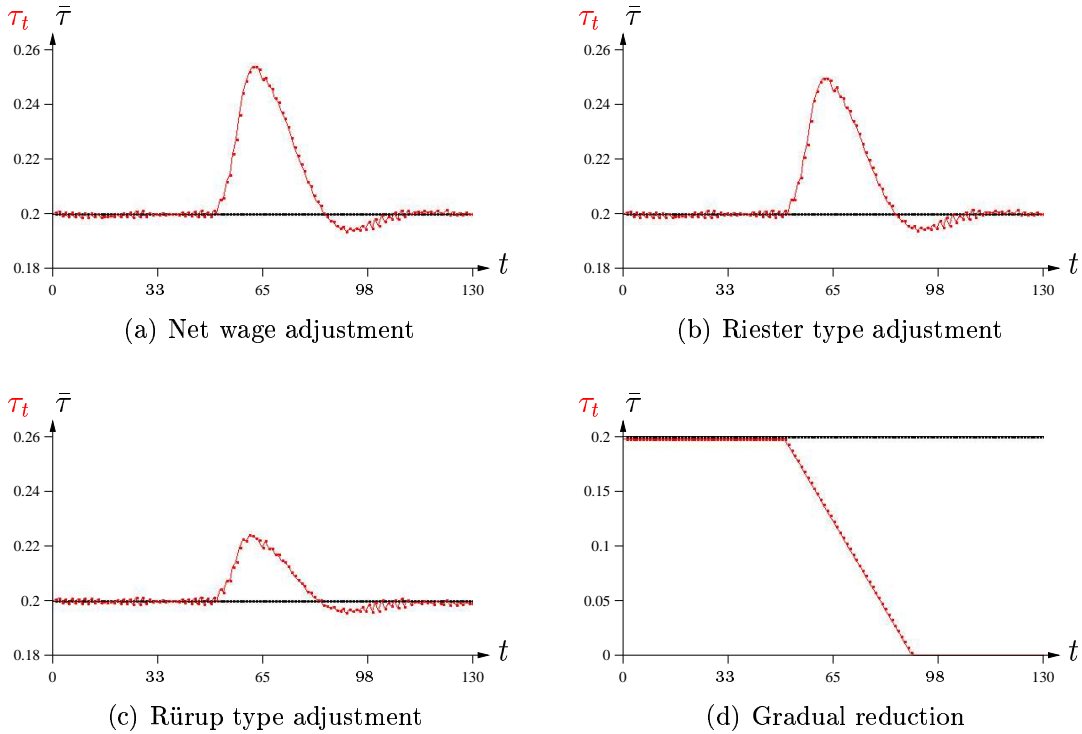 τₜ τ̄
0.26
0.24
0.22
0.2
0.18
0 33 65 98 130 t
(a) Net wage adjustment
τₜ τ̄
0.26
0.24
0.22
0.2
0.18
0 33 65 98 130 t
(b) Riester type adjustment
τₜ τ̄
0.26
0.24
0.22
0.2
0.18
0 33 65 98 130 t
(c) Rürup type adjustment
τₜ τ̄
0.2
0.15
0.1
0.05
0
0 33 65 98 130 t
(d) Gradual reduction